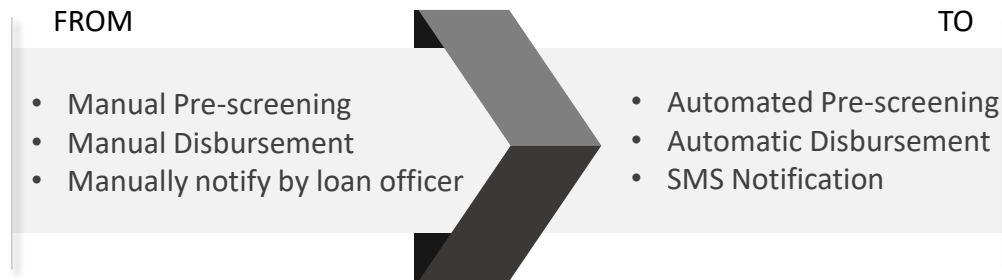 FROM
TO
• Manual Pre-screening
• Manual Disbursement
• Manually notify by loan officer
• Automated Pre-screening
• Automatic Disbursement
• SMS Notification